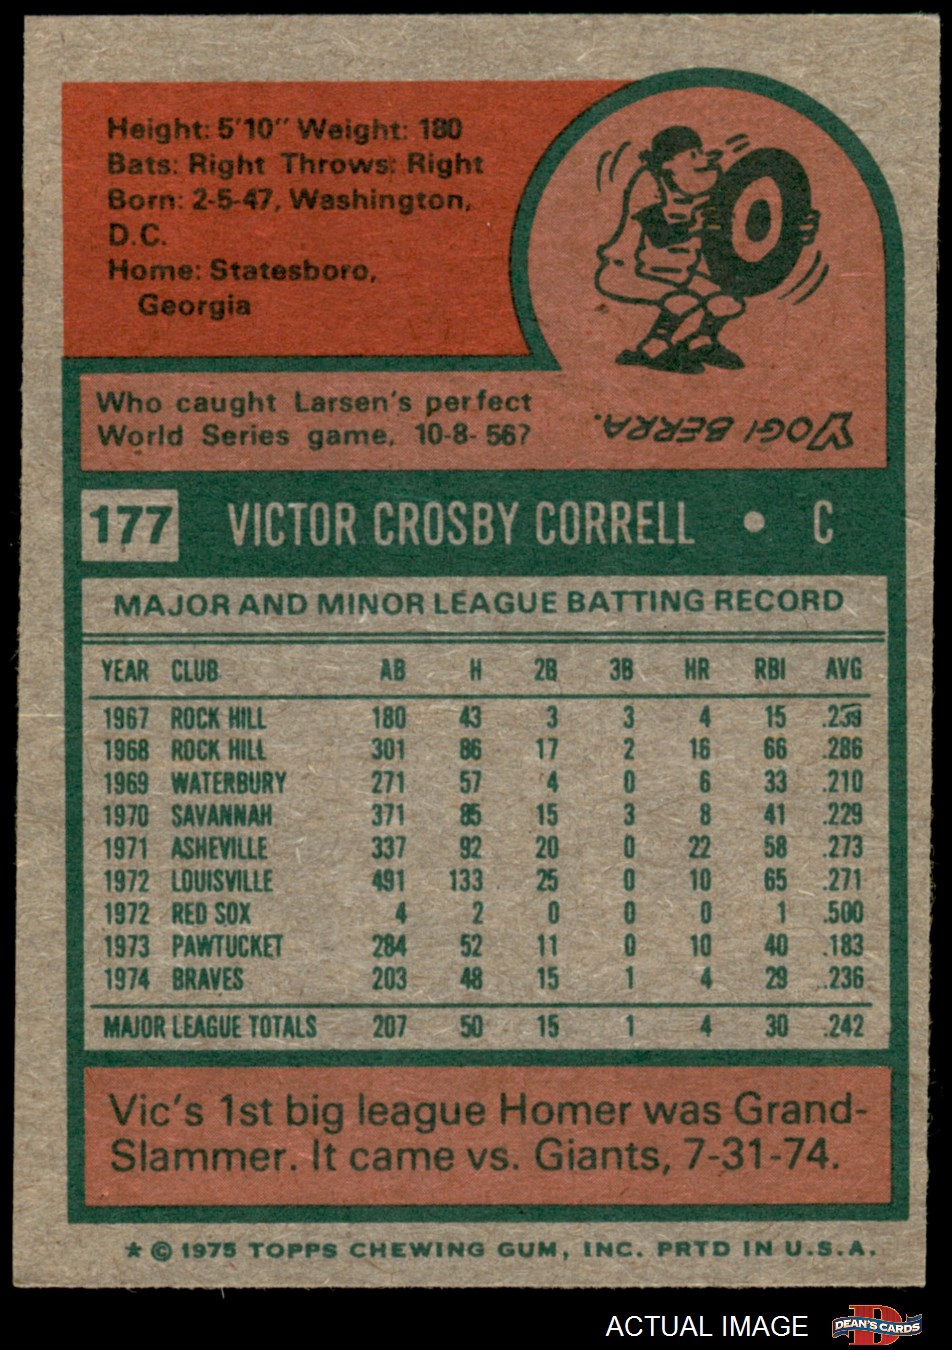 Height: 5'10" Weight: 180
Bats: Right Throws: Right
Born: 2-5-47, Washington,
D.C.
Home: Statesboro,
Georgia
0
Who caught Larsen's perfect
World Series game, 10-8-56?
YOGI BERRA.
177 VICTOR CROSBY CORRELL • C
MAJOR AND MINOR LEAGUE BATTING RECORD
YEAR CLUB AB H 2B 3B HR RBI AVG
1967 ROCK HILL 180 43 3 3 4 15 .239
1968 ROCK HILL 301 86 17 2 16 66 .286
1969 WATERBURY 271 57 4 0 6 33 .210
1970 SAVANNAH 371 85 15 3 8 41 .229
1971 ASHEVILLE 337 92 20 0 22 58 .273
1972 LOUISVILLE 491 133 25 0 10 65 .271
1972 RED SOX 4 2 0 0 0 1 .500
1973 PAWTUCKET 284 52 11 0 10 40 .183
1974 BRAVES 203 48 15 1 4 29 .236
MAJOR LEAGUE TOTALS 207 50 15 1 4 30 .242
Vic's 1st big league Homer was Grand-
Slammer. It came vs. Giants, 7-31-74.
* © 1975 TOPPS CHEWING GUM, INC. PRTD IN U.S.A.
ACTUAL IMAGE D DEAN'S CARDS